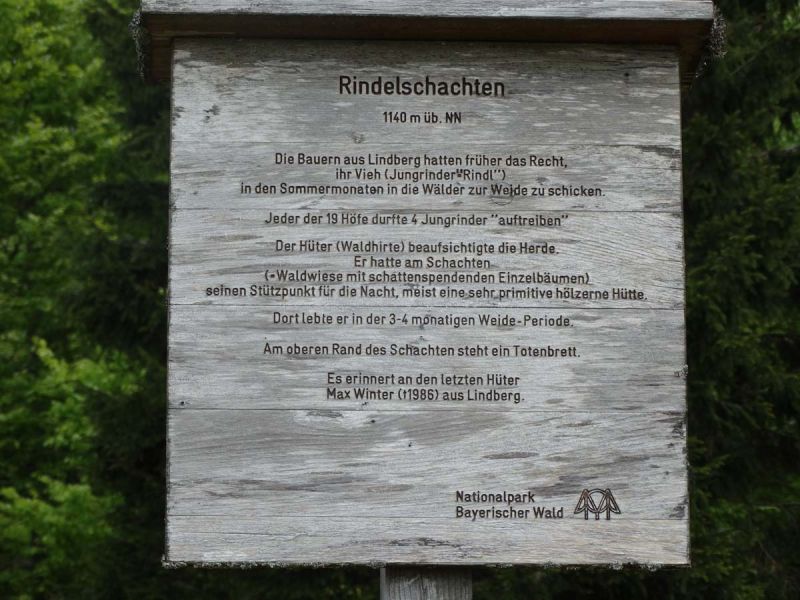 Rindelschachten
1140 m üb. NN
Die Bauern aus Lindberg hatten früher das Recht,
ihr Vieh (Jungrinder "Rindl")
in den Sommermonaten in die Wälder zur Weide zu schicken.
Jeder der 19 Höfe durfte 4 Jungrinder "auftreiben"
Der Hüter (Waldhirte) beaufsichtigte die Herde.
Er hatte am Schachten
(=Waldwiese mit schattenspendenden Einzelbäumen)
seinen Stützpunkt für die Nacht, meist eine sehr primitive hölzerne Hütte.
Dort lebte er in der 3-4 monatigen Weide-Periode.
Am oberen Rand des Schachten steht ein Totenbrett.
Es erinnert an den letzten Hüter
Max Winter (†1986) aus Lindberg.
Nationalpark
Bayerischer Wald